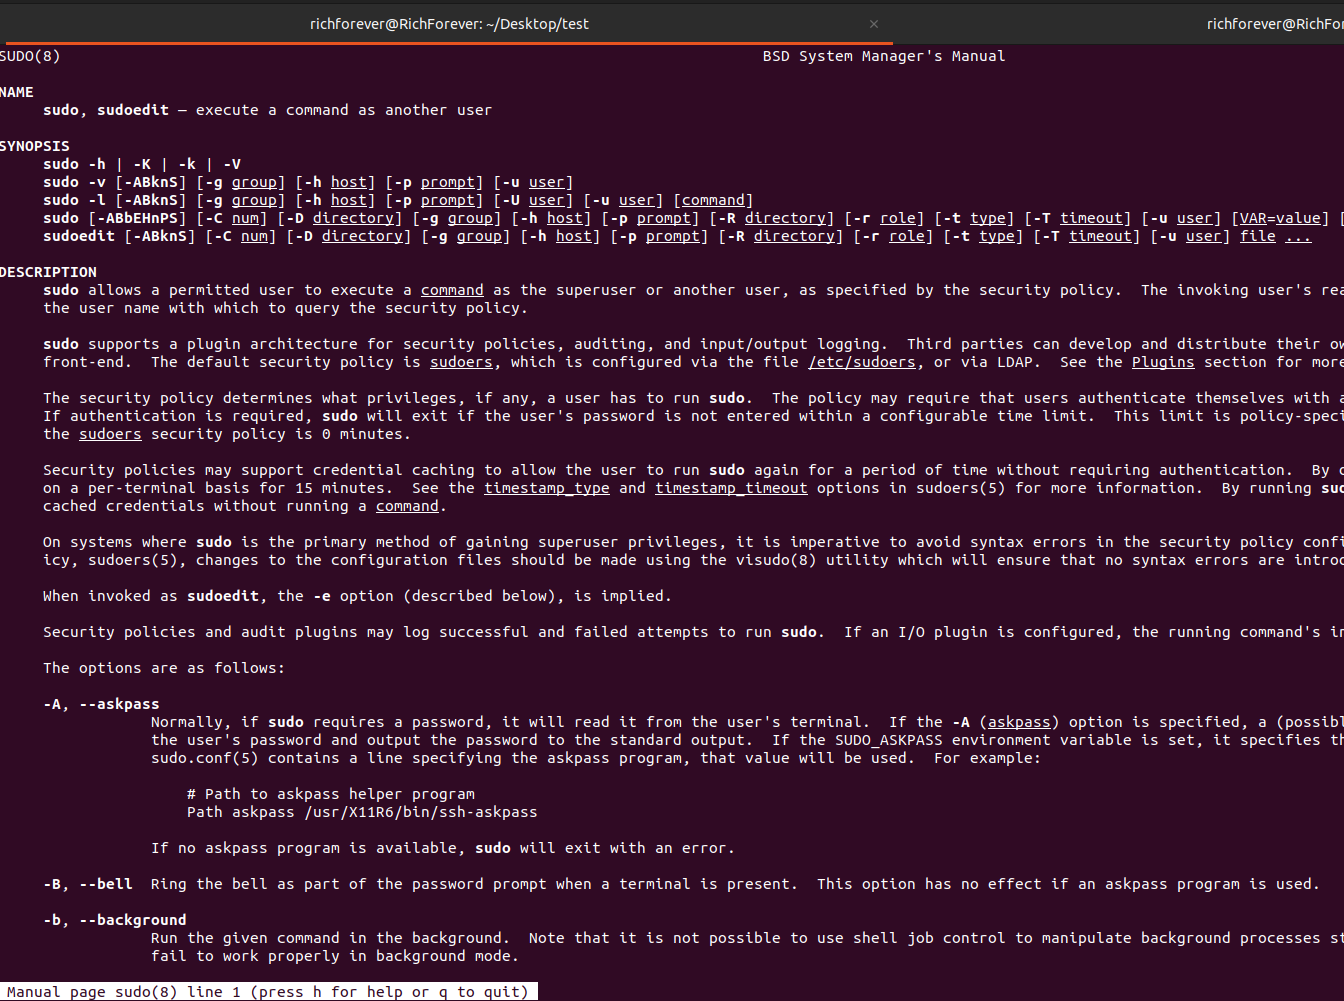 richforever@RichForever: ~/Desktop/test × richforever@RichFor
SUDO(8) BSD System Manager's Manual
NAME
sudo, sudoedit — execute a command as another user
SYNOPSIS
sudo -h | -K | -k | -V
sudo -v [-ABknS] [-g group] [-h host] [-p prompt] [-u user]
sudo -l [-ABknS] [-g group] [-h host] [-p prompt] [-U user] [-u user] [command]
sudo [-ABbEHnPS] [-C num] [-D directory] [-g group] [-h host] [-p prompt] [-R directory] [-r role] [-t type] [-T timeout] [-u user] [VAR=value] [
sudoedit [-ABknS] [-C num] [-D directory] [-g group] [-h host] [-p prompt] [-R directory] [-r role] [-t type] [-T timeout] [-u user] file ...
DESCRIPTION
sudo allows a permitted user to execute a command as the superuser or another user, as specified by the security policy.  The invoking user's rea
the user name with which to query the security policy.
sudo supports a plugin architecture for security policies, auditing, and input/output logging.  Third parties can develop and distribute their ow
front-end.  The default security policy is sudoers, which is configured via the file /etc/sudoers, or via LDAP.  See the Plugins section for more
The security policy determines what privileges, if any, a user has to run sudo.  The policy may require that users authenticate themselves with a
If authentication is required, sudo will exit if the user's password is not entered within a configurable time limit.  This limit is policy-speci
the sudoers security policy is 0 minutes.
Security policies may support credential caching to allow the user to run sudo again for a period of time without requiring authentication.  By
on a per-terminal basis for 15 minutes.  See the timestamp_type and timestamp_timeout options in sudoers(5) for more information.  By running sud
cached credentials without running a command.
On systems where sudo is the primary method of gaining superuser privileges, it is imperative to avoid syntax errors in the security policy confi
icy, sudoers(5), changes to the configuration files should be made using the visudo(8) utility which will ensure that no syntax errors are introd
When invoked as sudoedit, the -e option (described below), is implied.
Security policies and audit plugins may log successful and failed attempts to run sudo.  If an I/O plugin is configured, the running command's in
The options are as follows:
-A, --askpass
Normally, if sudo requires a password, it will read it from the user's terminal.  If the -A (askpass) option is specified, a (possibl
the user's password and output the password to the standard output.  If the SUDO_ASKPASS environment variable is set, it specifies th
sudo.conf(5) contains a line specifying the askpass program, that value will be used.  For example:
# Path to askpass helper program
Path askpass /usr/X11R6/bin/ssh-askpass
If no askpass program is available, sudo will exit with an error.
-B, --bell  Ring the bell as part of the password prompt when a terminal is present.  This option has no effect if an askpass program is used.
-b, --background
Run the given command in the background.  Note that it is not possible to use shell job control to manipulate background processes st
fail to work properly in background mode.
Manual page sudo(8) line 1 (press h for help or q to quit)